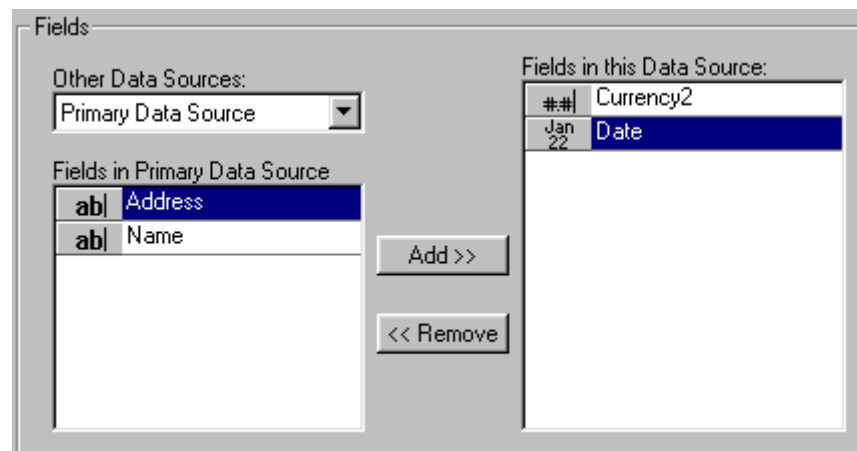 Fields
Other Data Sources:
Primary Data Source
Fields in Primary Data Source
ab| Address
ab| Name
Add >>
<< Remove
Fields in this Data Source:
#.#| Currency2
Jan
22
Date